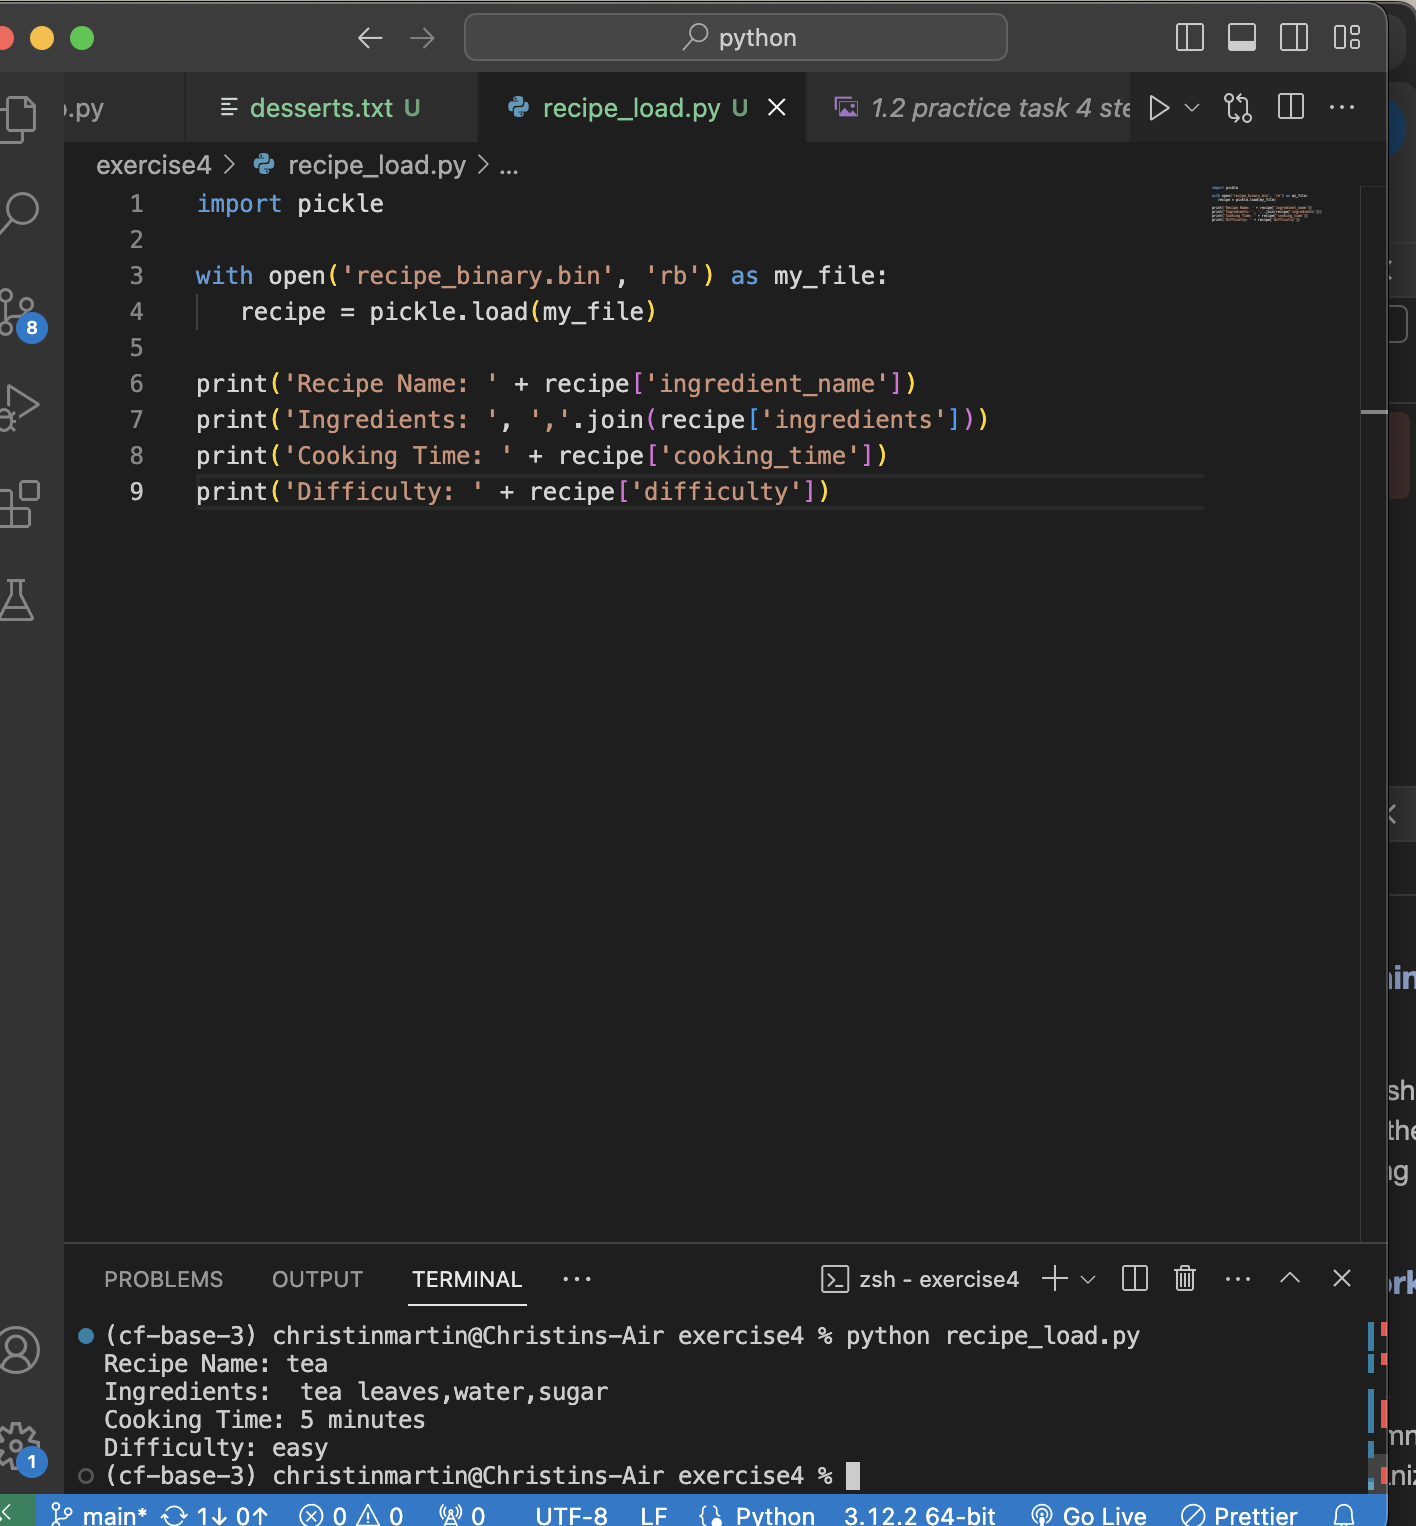 python
.py
desserts.txt U
recipe_load.py U
1.2 practice task 4 ste
exercise4 > recipe_load.py > ...
1 import pickle
2
3 with open('recipe_binary.bin', 'rb') as my_file:
4 recipe = pickle.load(my_file)
5
6 print('Recipe Name: ' + recipe['ingredient_name'])
7 print('Ingredients: ', ','.join(recipe['ingredients']))
8 print('Cooking Time: ' + recipe['cooking_time'])
9 print('Difficulty: ' + recipe['difficulty'])
8
PROBLEMS OUTPUT TERMINAL ...
zsh - exercise4
(cf-base-3) christinmartin@Christins-Air exercise4 % python recipe_load.py
Recipe Name: tea
Ingredients:  tea leaves,water,sugar
Cooking Time: 5 minutes
Difficulty: easy
(cf-base-3) christinmartin@Christins-Air exercise4 %
1
main* 1↓ 0↑ 0 0 0 UTF-8 LF Python 3.12.2 64-bit Go Live Prettier